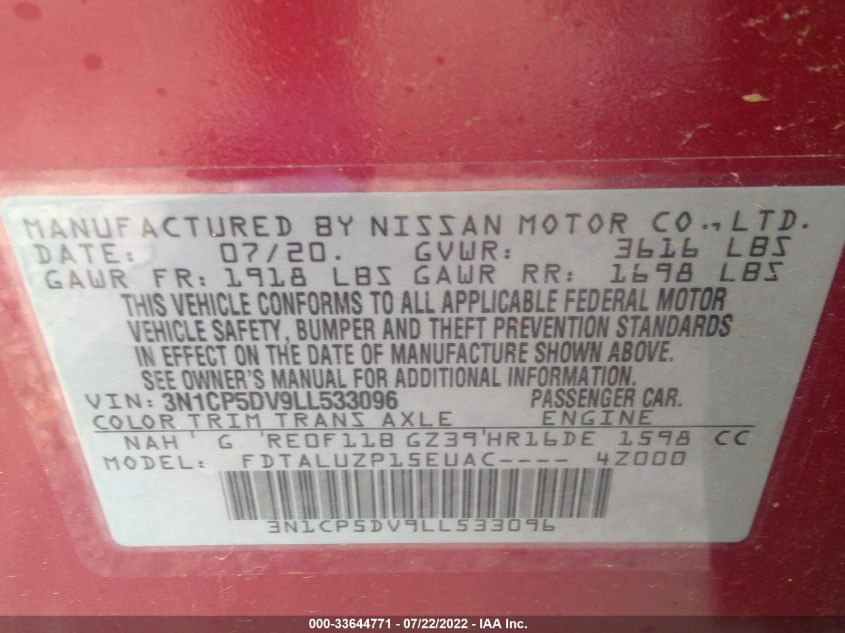 MANUFACTURED BY NISSAN MOTOR CO., LTD.
DATE: 07/20. GVWR: 3616 LBS
GAWR FR: 1918 LBS GAWR RR: 1698 LBS
THIS VEHICLE CONFORMS TO ALL APPLICABLE FEDERAL MOTOR
VEHICLE SAFETY, BUMPER AND THEFT PREVENTION STANDARDS
IN EFFECT ON THE DATE OF MANUFACTURE SHOWN ABOVE.
SEE OWNER'S MANUAL FOR ADDITIONAL INFORMATION.
VIN: 3N1CP5DV9LL533096 PASSENGER CAR.
COLOR TRIM TRANS AXLE ENGINE
NAH G RE0F11B GZ39 HR16DE 1598 CC
MODEL: FDTALUZP15EUAC---- 4Z000
3N1CP5DV9LL533096
000-33644771 - 07/22/2022 - IAA Inc.